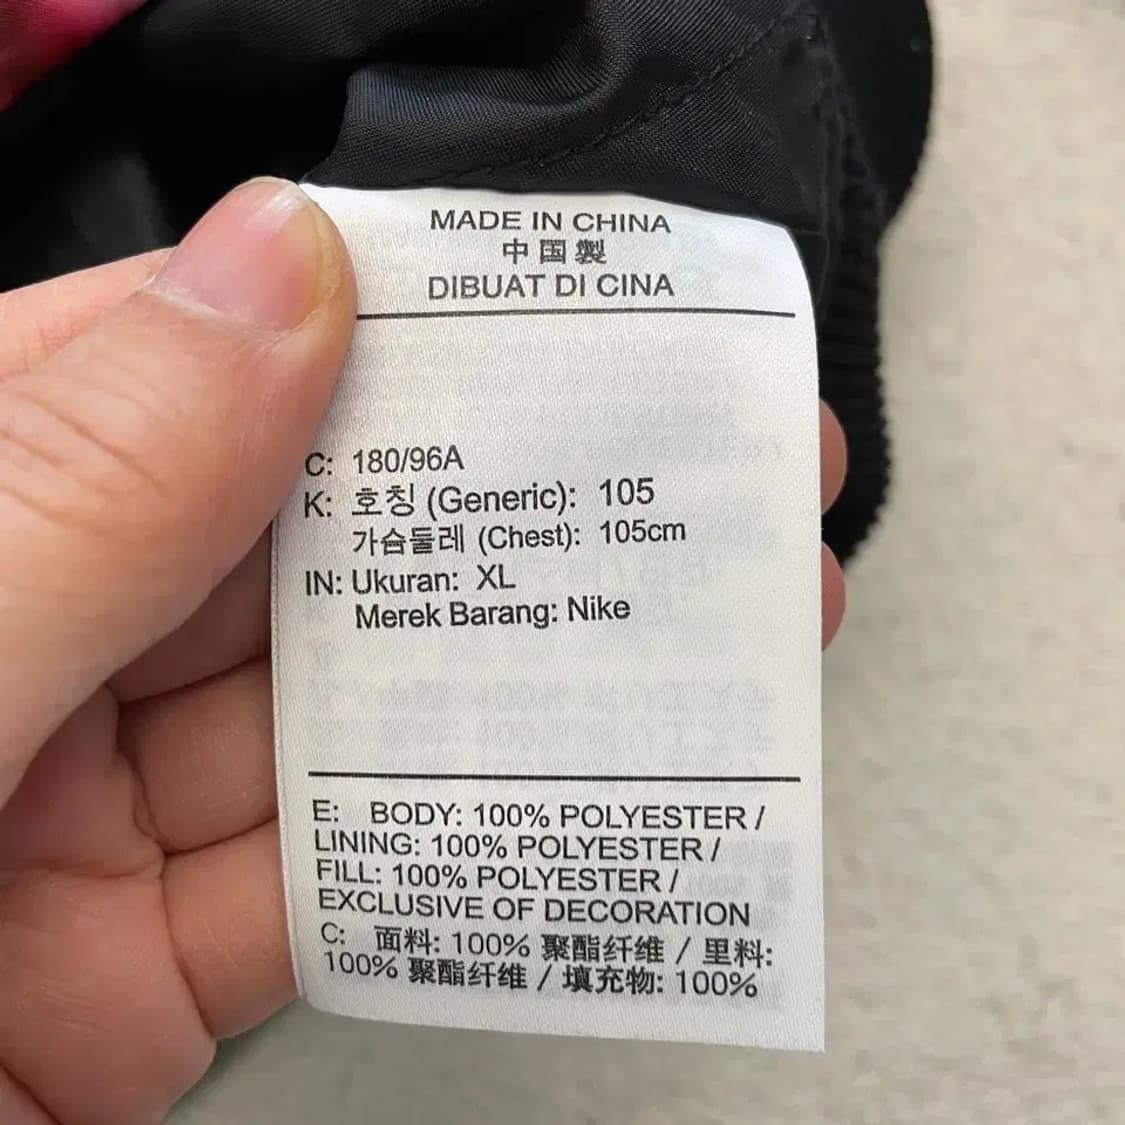 MADE IN CHINA
中国製
DIBUAT DI CINA
C: 180/96A
K: 호칭 (Generic): 105
가슴둘레 (Chest): 105cm
IN: Ukuran: XL
Merek Barang: Nike
E: BODY: 100% POLYESTER /
LINING: 100% POLYESTER /
FILL: 100% POLYESTER /
EXCLUSIVE OF DECORATION
C: 面料: 100% 聚酯纤维 / 里料:
100% 聚酯纤维 / 填充物: 100%